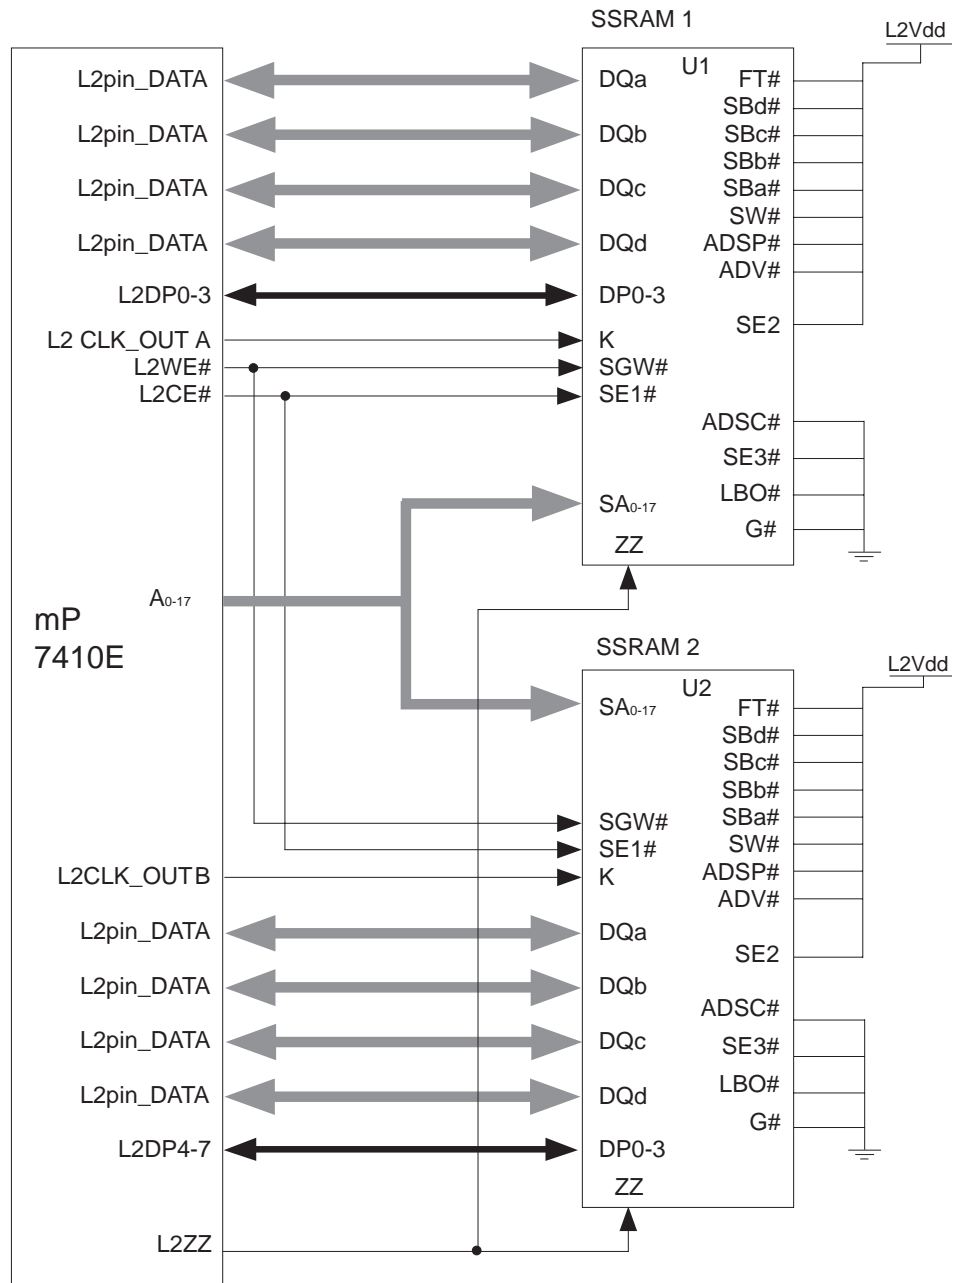 SSRAM 1
L2Vdd
U1
L2pin_DATA
DQa
FT#
SBd#
L2pin_DATA
DQb
SBc#
SBb#
L2pin_DATA
DQc
SBa#
SW#
L2pin_DATA
DQd
ADSP#
ADV#
L2DP0-3
DP0-3
SE2
L2 CLK_OUT A
K
L2WE#
SGW#
L2CE#
SE1#
ADSC#
SE3#
LBO#
SA0-17
G#
ZZ
A0-17
mP
7410E
SSRAM 2
L2Vdd
U2
SA0-17
FT#
SBd#
SBc#
SBb#
SGW#
SBa#
SE1#
SW#
L2CLK_OUTB
K
ADSP#
ADV#
L2pin_DATA
DQa
SE2
L2pin_DATA
DQb
ADSC#
L2pin_DATA
DQc
SE3#
LBO#
L2pin_DATA
DQd
G#
L2DP4-7
DP0-3
ZZ
L2ZZ